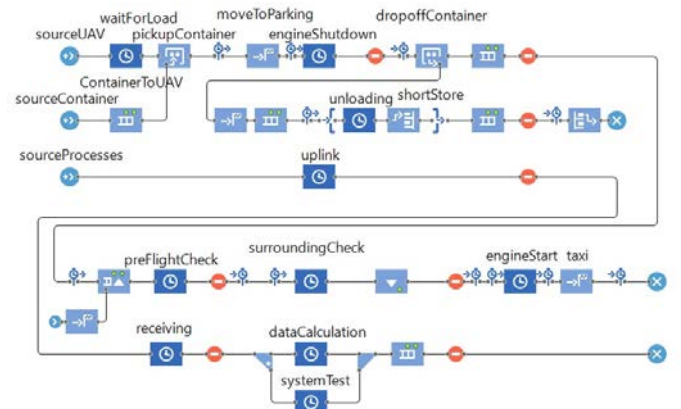 waitForLoad
moveToParking
dropoffContainer
sourceUAV
pickupContainer
engineShutdown
ContainerToUAV
sourceContainer
unloading
shortStore
sourceProcesses
uplink
preFlightCheck
surroundingCheck
engineStart
taxi
receiving
dataCalculation
systemTest